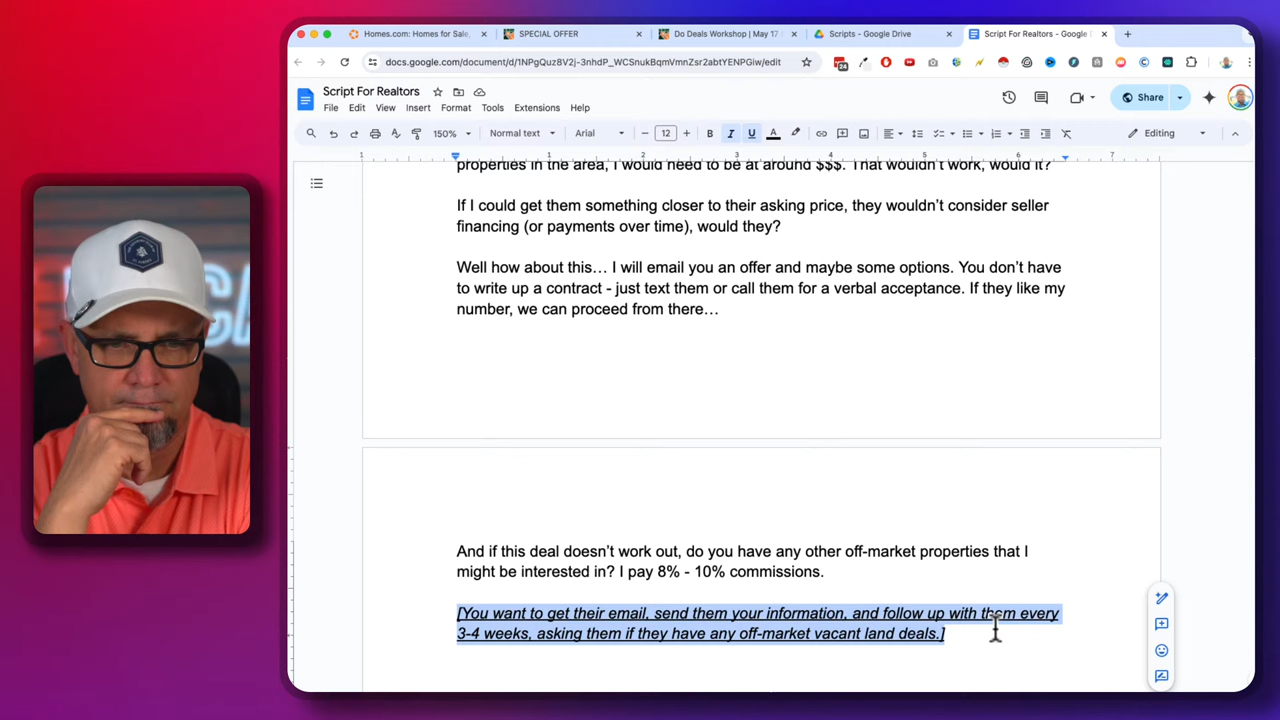 Homes.com: Homes for Sale,
SPECIAL OFFER
Do Deals Workshop | May 17
Scripts - Google Drive
Script For Realtors - Google
docs.google.com/document/d/1NPgQuz8V2j-3nhdP_WCSnukBqmVmnZsr2abtYENPGiw/edit
24
Script For Realtors
File Edit View Insert Format Tools Extensions Help
Share
150% Normal text Arial 12 B I U A Editing
1 1 2 3 4 5 6 7
properties in the area, I would need to be at around $$$. That wouldn't work, would it?
If I could get them something closer to their asking price, they wouldn't consider seller
financing (or payments over time), would they?
Well how about this… I will email you an offer and maybe some options. You don't have
to write up a contract - just text them or call them for a verbal acceptance. If they like my
number, we can proceed from there…
And if this deal doesn't work out, do you have any other off-market properties that I
might be interested in? I pay 8% - 10% commissions.
[You want to get their email, send them your information, and follow up with them every
3-4 weeks, asking them if they have any off-market vacant land deals.]